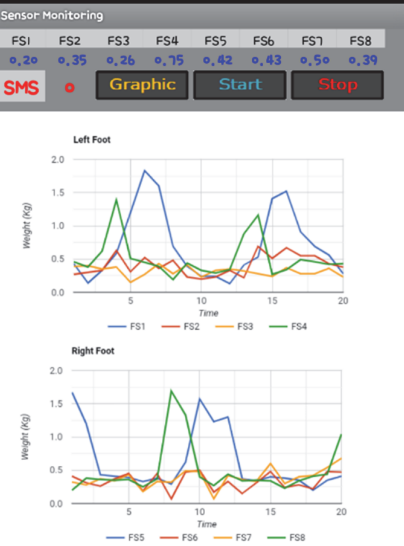 Sensor Monitoring
FS1 FS2 FS3 FS4 FS5 FS6 FS7 FS8
0.20 0.35 0.26 0.75 0.42 0.43 0.50 0.39
SMS 0 Graphic Start Stop
Left Foot
Weight (Kg)
2.0
1.5
1.0
0.5
0.0
5 10 15 20
Time
FS1 FS2 FS3 FS4
Right Foot
Weight (Kg)
2.0
1.5
1.0
0.5
0.0
5 10 15 20
Time
FS5 FS6 FS7 FS8